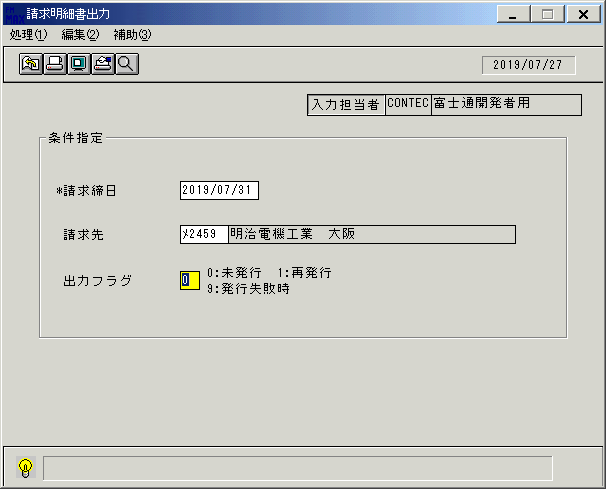 請求明細書出力
処理(1) 編集(2) 補助(3)
2019/07/27
入力担当者 CONTEC 富士通開発者用
条件指定
*請求締日 2019/07/31
請求先 ﾒ2459 明治電機工業 大阪
出力フラグ 0 0:未発行 1:再発行
9:発行失敗時